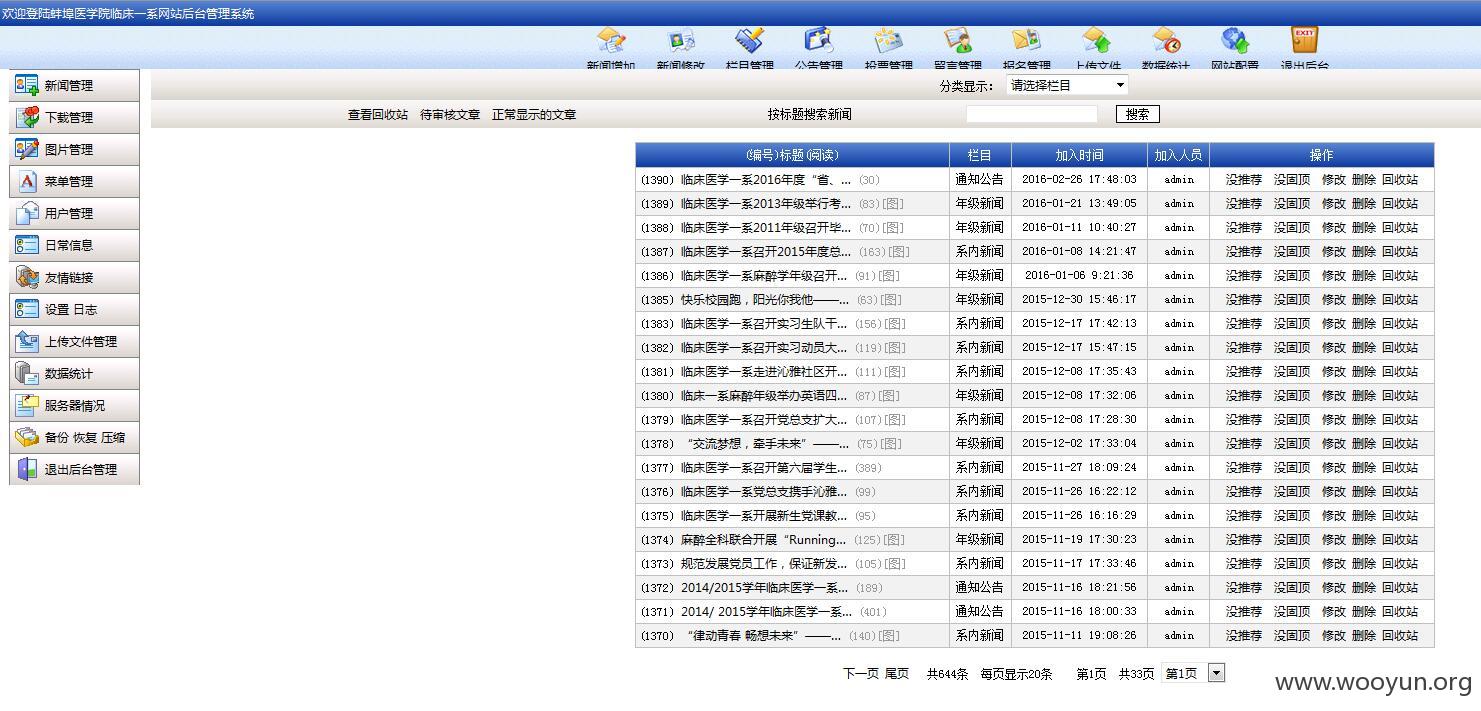 欢迎登陆蚌埠医学院临床一系网站后台管理系统
新闻增加 新闻修改 栏目管理 公告管理 投票管理 留言管理 报名管理 上传文件 数据统计 网站配置 退出后台
新闻管理
下载管理
图片管理
菜单管理
用户管理
日常信息
友情链接
设置 日志
上传文件管理
数据统计
服务器情况
备份 恢复 压缩
退出后台管理
分类显示： 请选择栏目
查看回收站 待审核文章 正常显示的文章 按标题搜索新闻 搜索
(编号)标题(阅读) 栏目 加入时间 加入人员 操作
(1390) 临床医学一系2016年度“省、... (30) 通知公告 2016-02-26 17:48:03 admin 没推荐 没固顶 修改 删除 回收站
(1389) 临床医学一系2013年级举行考... (83)[图] 年级新闻 2016-01-21 13:49:05 admin 没推荐 没固顶 修改 删除 回收站
(1388) 临床医学一系2011年级召开毕... (70)[图] 年级新闻 2016-01-11 10:40:27 admin 没推荐 没固顶 修改 删除 回收站
(1387) 临床医学一系召开2015年度总... (163)[图] 系内新闻 2016-01-08 14:21:47 admin 没推荐 没固顶 修改 删除 回收站
(1386) 临床医学一系麻醉学年级召开... (91)[图] 年级新闻 2016-01-06 9:21:36 admin 没推荐 没固顶 修改 删除 回收站
(1385) 快乐校园跑，阳光你我他——... (63)[图] 年级新闻 2015-12-30 15:46:17 admin 没推荐 没固顶 修改 删除 回收站
(1383) 临床医学一系召开实习生队干... (156)[图] 系内新闻 2015-12-17 17:42:13 admin 没推荐 没固顶 修改 删除 回收站
(1382) 临床医学一系召开实习动员大... (119)[图] 系内新闻 2015-12-17 15:47:15 admin 没推荐 没固顶 修改 删除 回收站
(1381) 临床医学一系走进沁雅社区开... (111)[图] 系内新闻 2015-12-08 17:35:43 admin 没推荐 没固顶 修改 删除 回收站
(1380) 临床一系麻醉年级举办英语四... (87)[图] 年级新闻 2015-12-08 17:32:06 admin 没推荐 没固顶 修改 删除 回收站
(1379) 临床医学一系召开党总支扩大... (107)[图] 系内新闻 2015-12-08 17:28:30 admin 没推荐 没固顶 修改 删除 回收站
(1378) “交流梦想，牵手未来”——... (75)[图] 年级新闻 2015-12-02 17:33:04 admin 没推荐 没固顶 修改 删除 回收站
(1377) 临床医学一系召开第六届学生... (389) 系内新闻 2015-11-27 18:09:24 admin 没推荐 没固顶 修改 删除 回收站
(1376) 临床医学一系党总支携手沁雅... (99) 系内新闻 2015-11-26 16:22:12 admin 没推荐 没固顶 修改 删除 回收站
(1375) 临床医学一系开展新生党课教... (95) 系内新闻 2015-11-26 16:16:29 admin 没推荐 没固顶 修改 删除 回收站
(1374) 麻醉全科联合开展“Running... (125)[图] 年级新闻 2015-11-19 17:30:23 admin 没推荐 没固顶 修改 删除 回收站
(1373) 规范发展党员工作，保证新发... (105)[图] 系内新闻 2015-11-17 17:33:46 admin 没推荐 没固顶 修改 删除 回收站
(1372) 2014/2015学年临床医学一系... (189) 通知公告 2015-11-16 18:21:56 admin 没推荐 没固顶 修改 删除 回收站
(1371) 2014/ 2015学年临床医学一系... (401) 通知公告 2015-11-16 18:00:33 admin 没推荐 没固顶 修改 删除 回收站
(1370) “律动青春 畅想未来”——... (140)[图] 系内新闻 2015-11-11 19:08:26 admin 没推荐 没固顶 修改 删除 回收站
下一页 尾页 共644条 每页显示20条 第1页 共33页 第1页
www.wooyun.org